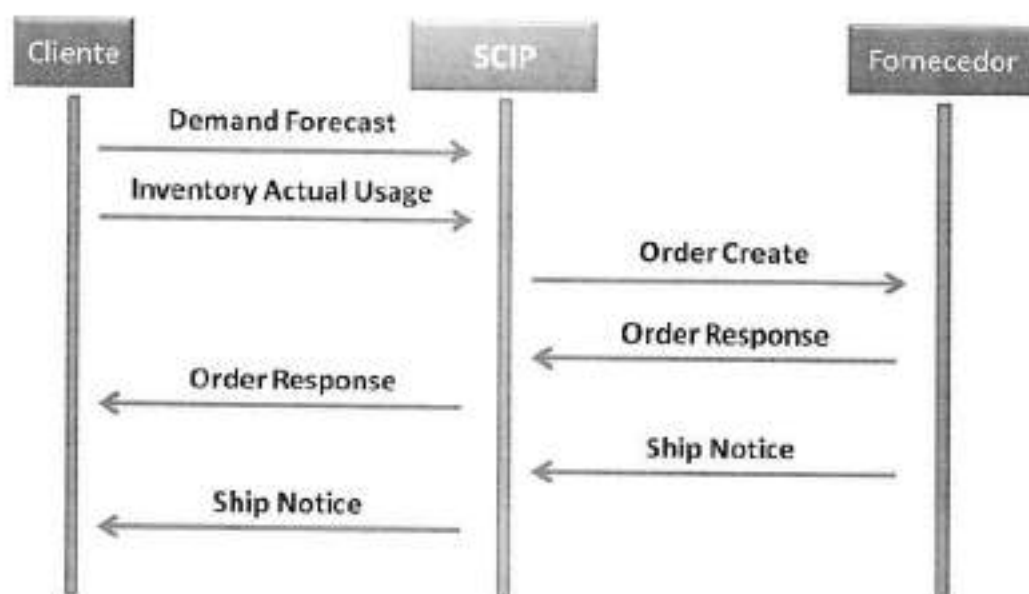 Cliente
SCIP
Fornecedor
Demand Forecast
Inventory Actual Usage
Order Create
Order Response
Order Response
Ship Notice
Ship Notice